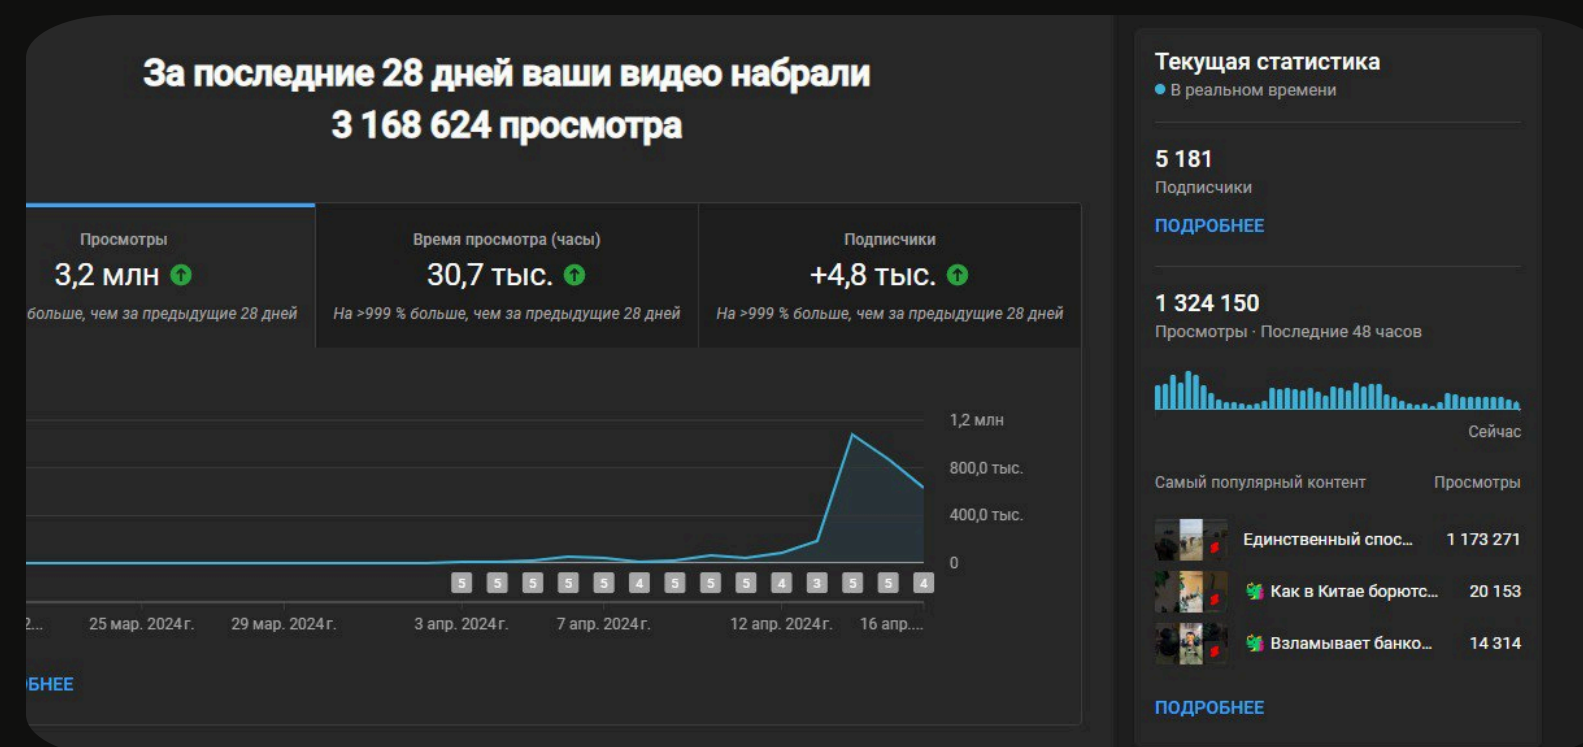 За последние 28 дней ваши видео набрали
3 168 624 просмотра
Просмотры
3,2 млн
больше, чем за предыдущие 28 дней
Время просмотра (часы)
30,7 тыс.
На >999 % больше, чем за предыдущие 28 дней
Подписчики
+4,8 тыс.
На >999 % больше, чем за предыдущие 28 дней
1,2 млн
800,0 тыс.
400,0 тыс.
0
5 5 5 5 5 4 5 5 5 4 3 5 5 4
2... 25 мар. 2024 г. 29 мар. 2024 г. 3 апр. 2024 г. 7 апр. 2024 г. 12 апр. 2024 г. 16 апр....
БНЕЕ
Текущая статистика
В реальном времени
5 181
Подписчики
ПОДРОБНЕЕ
1 324 150
Просмотры · Последние 48 часов
Сейчас
Самый популярный контент Просмотры
Единственный спос... 1 173 271
Как в Китае борютс... 20 153
Взламывает банко... 14 314
ПОДРОБНЕЕ